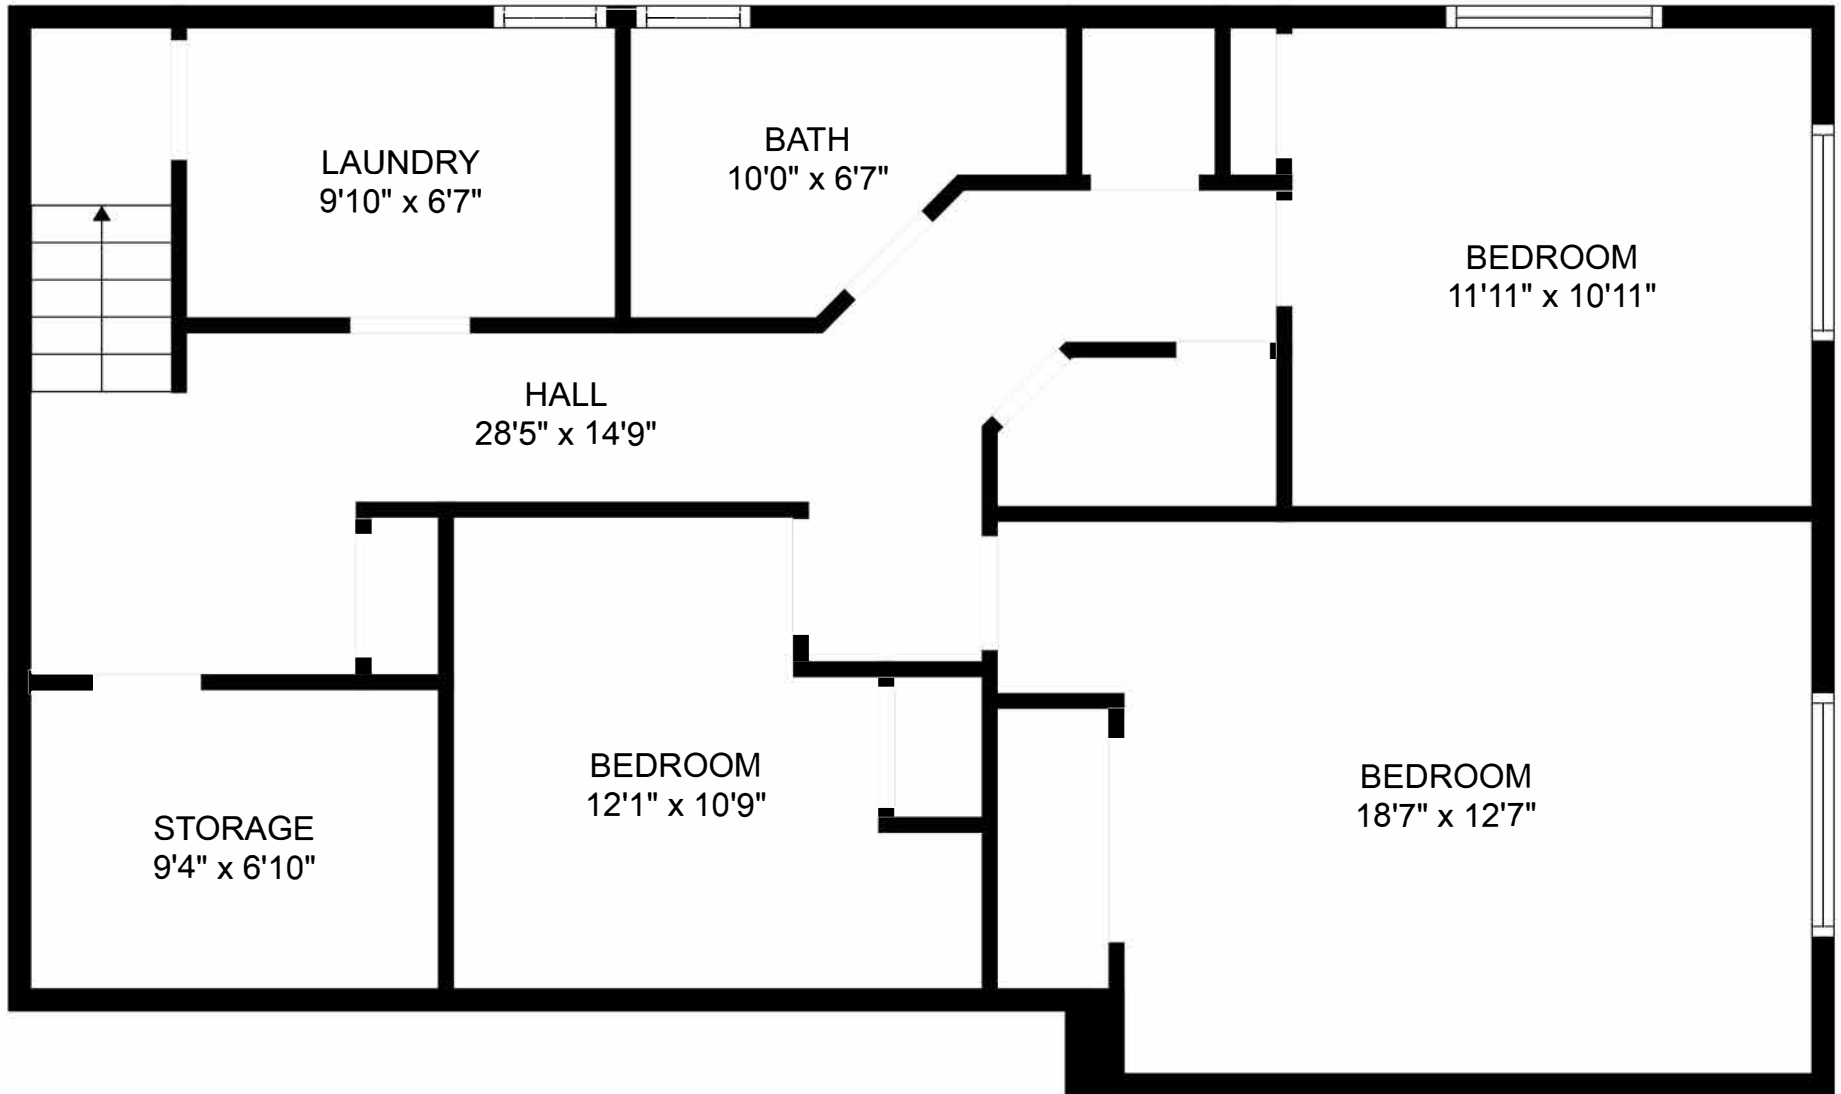 LAUNDRY
9'10" x 6'7"
BATH
10'0" x 6'7"
BEDROOM
11'11" x 10'11"
HALL
28'5" x 14'9"
BEDROOM
12'1" x 10'9"
BEDROOM
18'7" x 12'7"
STORAGE
9'4" x 6'10"